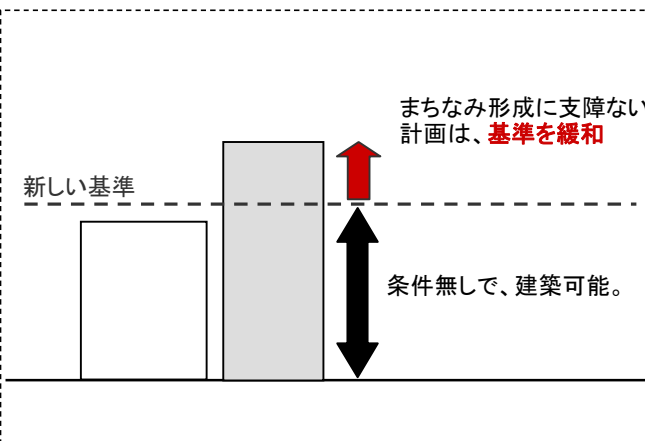 まちなみ形成に支障ない
計画は、基準を緩和
新しい基準
条件無しで、建築可能。